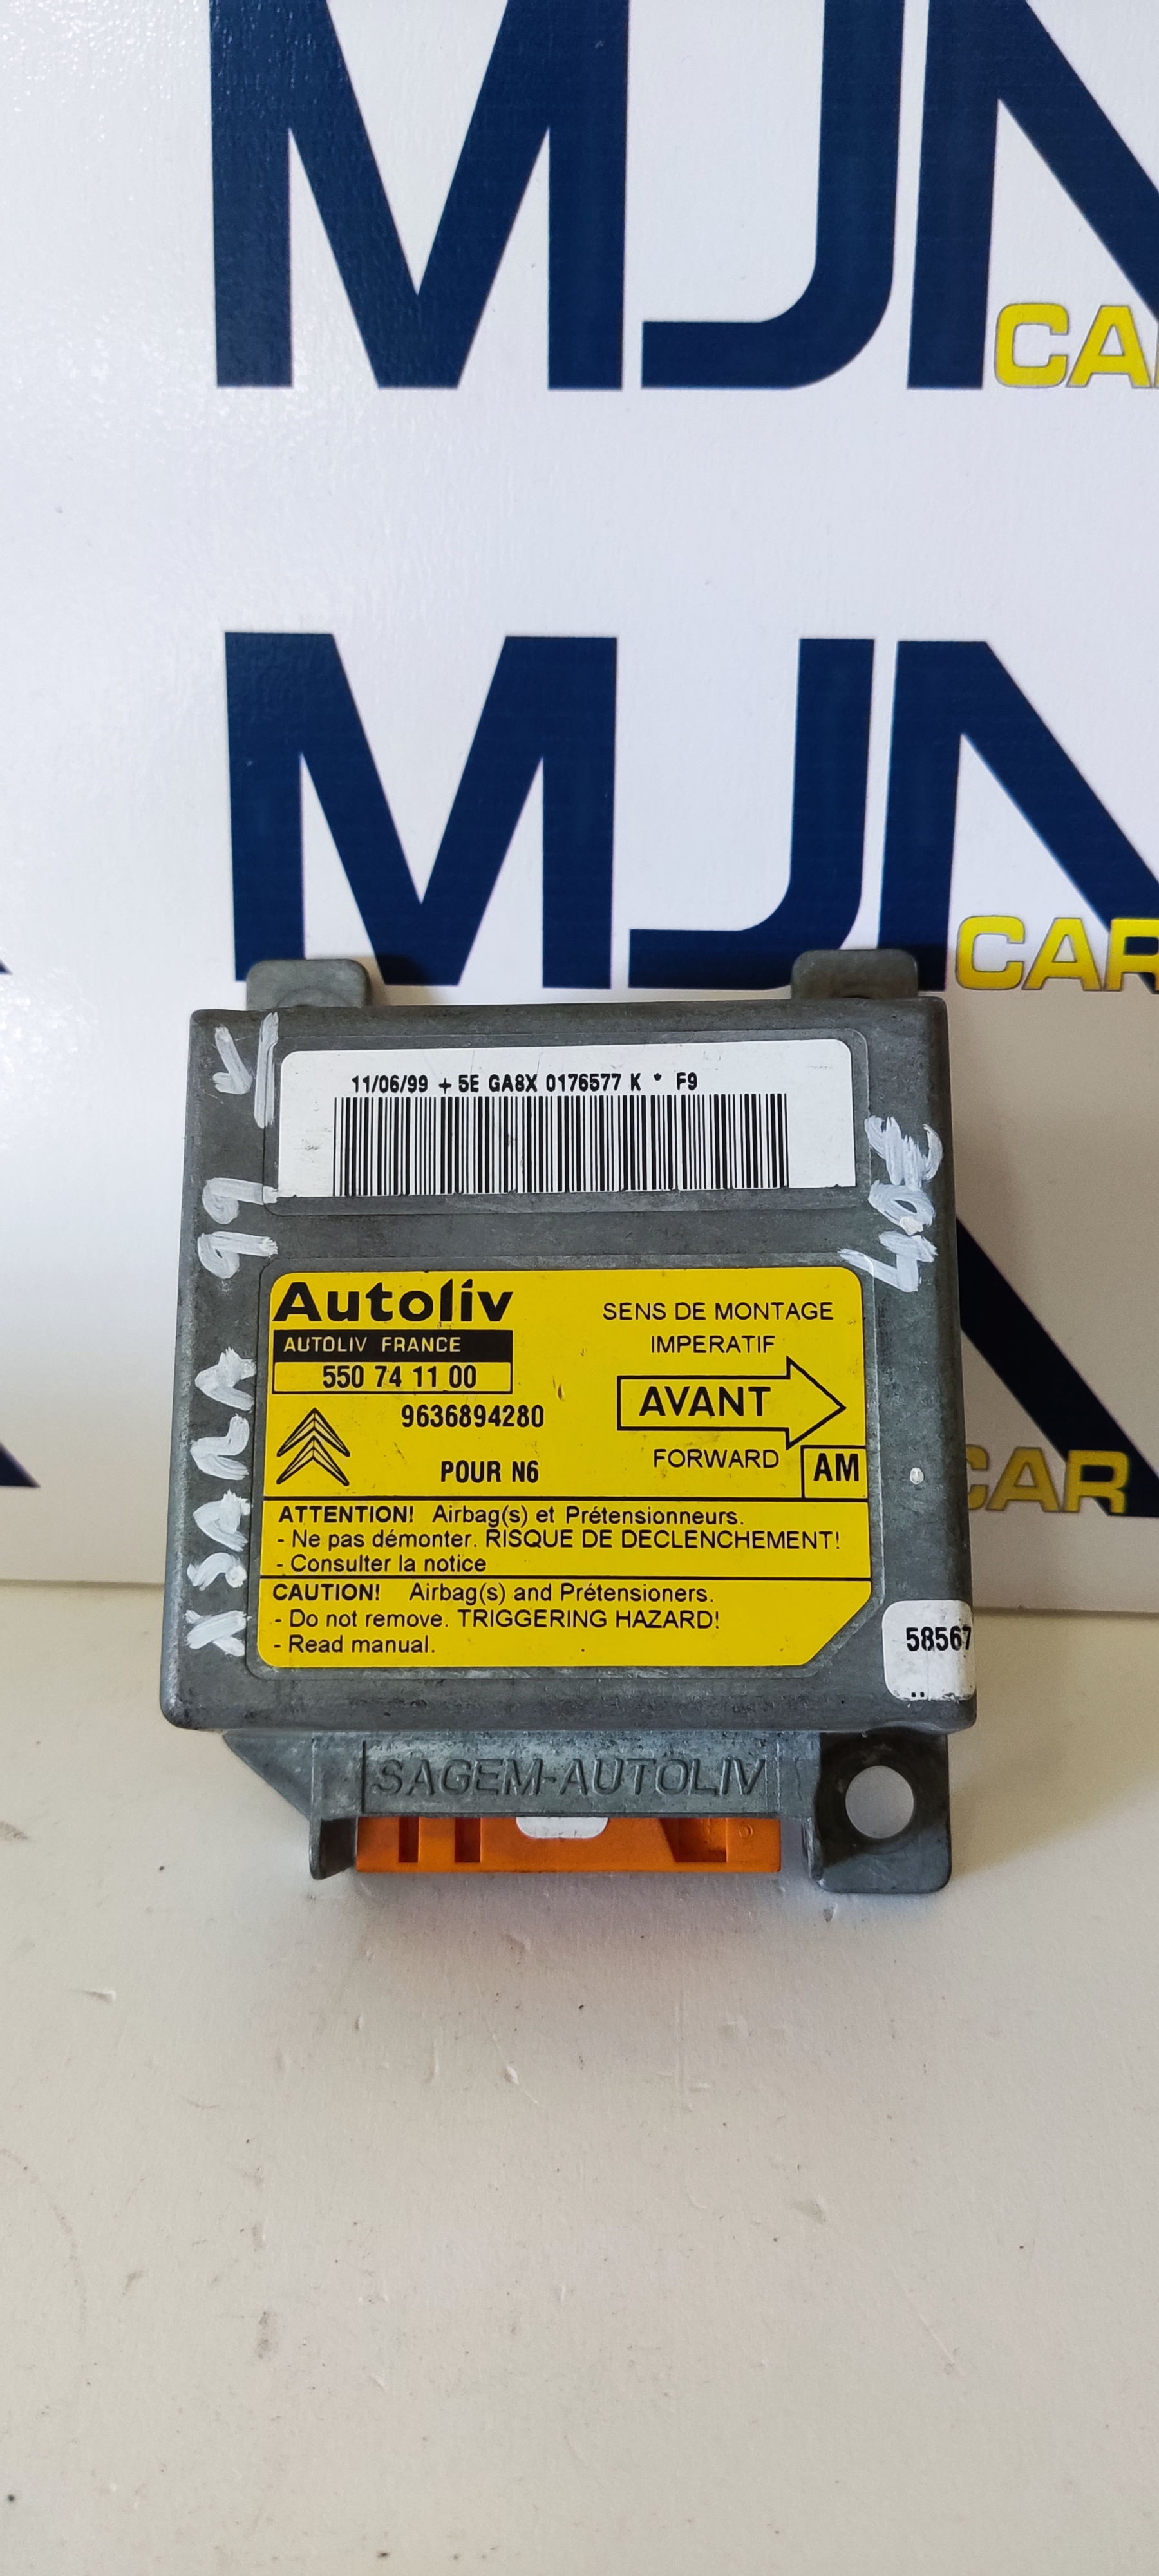 MJN
CA
MJN
CAR
CAR
11/06/99 + 5E GA8X 0176577 K * F9
XSARA 99
40€
Autoliv
AUTOLIV FRANCE
550 74 11 00
9636894280
POUR N6
SENS DE MONTAGE
IMPERATIF
AVANT
FORWARD
AM
ATTENTION! Airbag(s) et Prétensionneurs.
- Ne pas démonter. RISQUE DE DECLENCHEMENT!
- Consulter la notice
CAUTION! Airbag(s) and Prétensioners.
- Do not remove. TRIGGERING HAZARD!
- Read manual.
58567
SAGEM-AUTOLIV